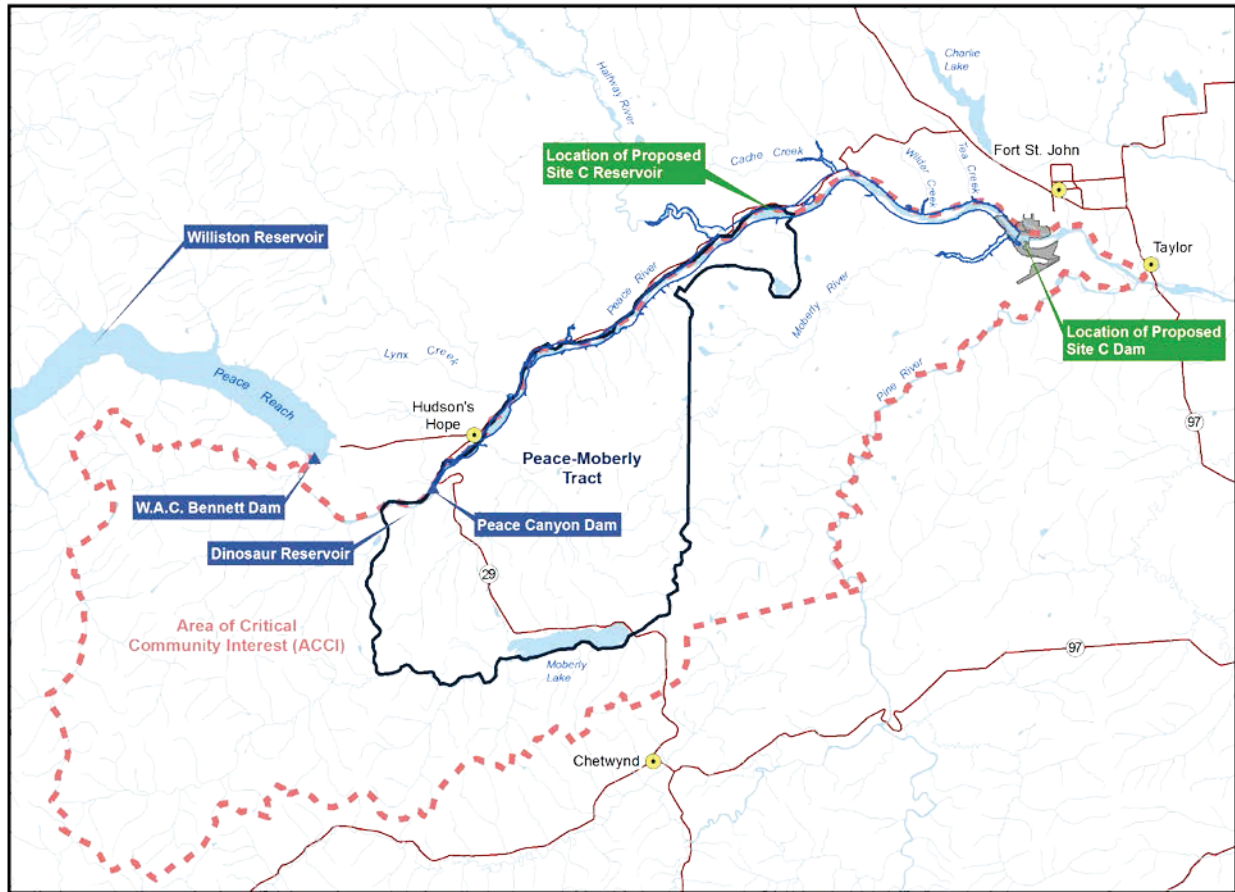 Charlie
Lake
Halfway River
Fort St. John
Location of Proposed
Site C Reservoir
Cache Creek
Wilder Creek
Tea Creek
Taylor
Williston Reservoir
Peace River
Moberly River
Location of Proposed
Site C Dam
Lynx Creek
Pine River
Peace Reach
Hudson's
Hope
97
Peace-Moberly
Tract
W.A.C. Bennett Dam
Peace Canyon Dam
Dinosaur Reservoir
29
Area of Critical
Community Interest (ACCI)
97
Moberly
Lake
Chetwynd